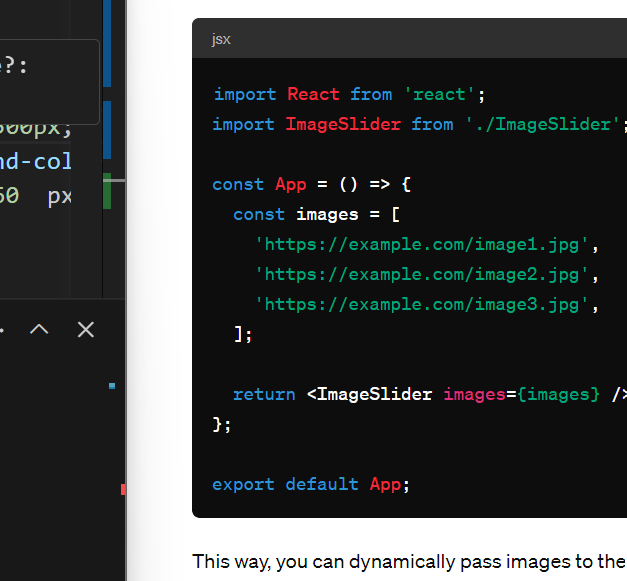 ?:
300px;
nd-col
px
jsx
import React from 'react';
import ImageSlider from './ImageSlider';
const App = () => {
const images = [
'https://example.com/image1.jpg',
'https://example.com/image2.jpg',
'https://example.com/image3.jpg',
];
return <ImageSlider images={images} />
};
export default App;
This way, you can dynamically pass images to the